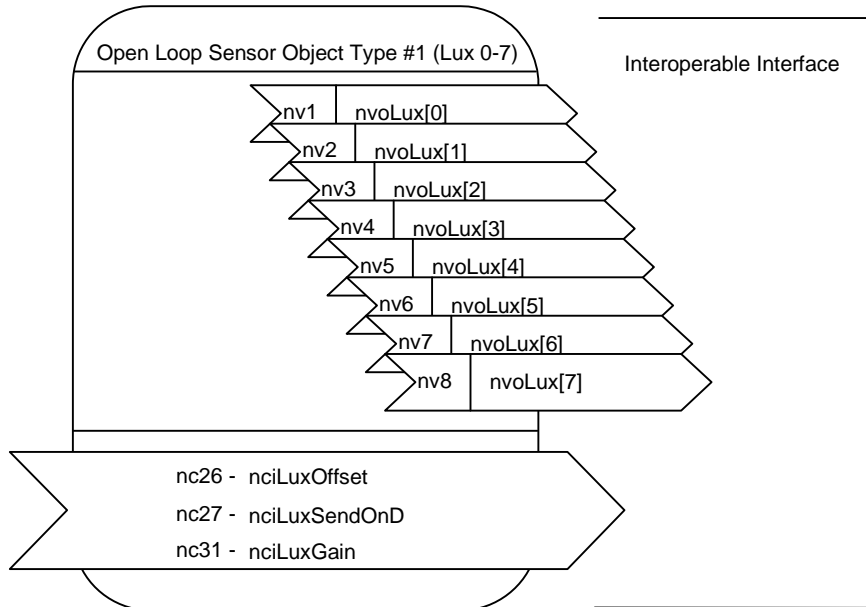 Open Loop Sensor Object Type #1 (Lux 0-7)
Interoperable Interface
nv1 nvoLux[0]
nv2 nvoLux[1]
nv3 nvoLux[2]
nv4 nvoLux[3]
nv5 nvoLux[4]
nv6 nvoLux[5]
nv7 nvoLux[6]
nv8 nvoLux[7]
nc26 - nciLuxOffset
nc27 - nciLuxSendOnD
nc31 - nciLuxGain